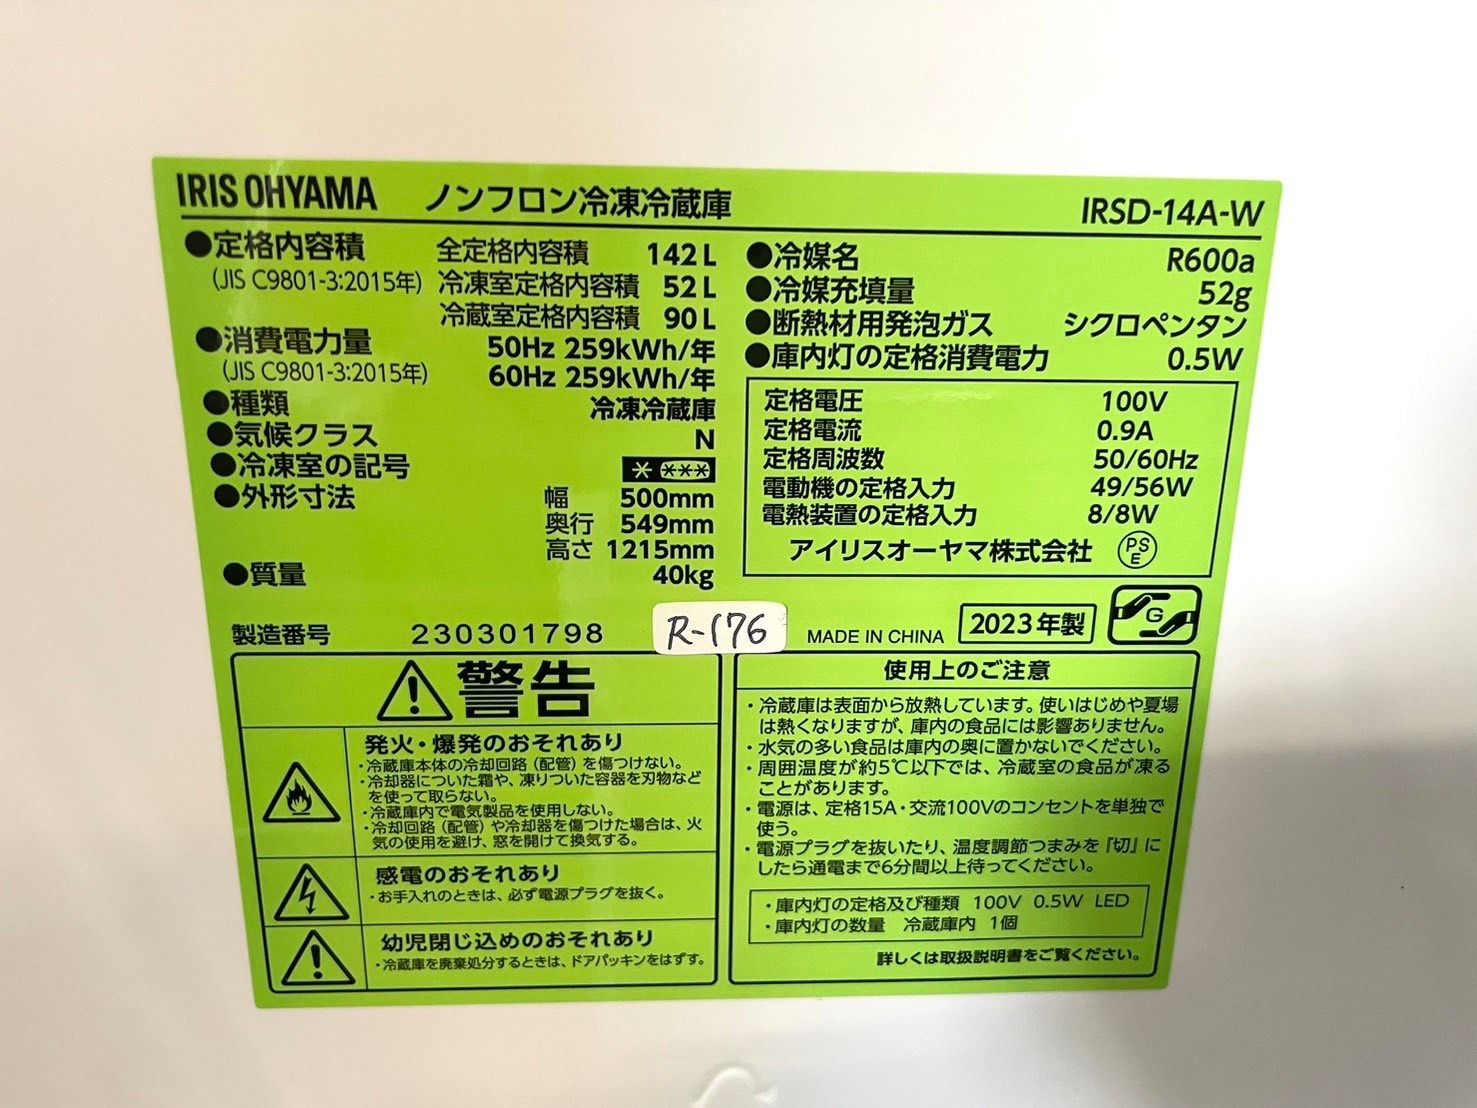 IRIS OHYAMA ノンフロン冷凍冷蔵庫 IRSD-14A-W
●定格内容積 全定格内容積 142L
(JIS C9801-3:2015年) 冷凍室定格内容積 52L
冷蔵室定格内容積 90L
●消費電力量 50Hz 259kWh/年
(JIS C9801-3:2015年) 60Hz 259kWh/年
●種類 冷凍冷蔵庫
●気候クラス N
●冷凍室の記号
●外形寸法 幅 500mm
奥行 549mm
高さ 1215mm
●質量 40kg
製造番号 230301798
●冷媒名 R600a
●冷媒充填量 52g
●断熱材用発泡ガス シクロペンタン
●庫内灯の定格消費電力 0.5W
定格電圧 100V
定格電流 0.9A
定格周波数 50/60Hz
電動機の定格入力 49/56W
電熱装置の定格入力 8/8W
アイリスオーヤマ株式会社 PSE
R-176
MADE IN CHINA 2023年製 G
警告
発火・爆発のおそれあり
・冷蔵庫本体の冷却回路（配管）を傷つけない。
・冷却器についた霜や、凍りついた容器を刃物など
を使って取らない。
・冷蔵庫内で電気製品を使用しない。
・冷却回路（配管）や冷却器を傷つけた場合は、火
気の使用を避け、窓を開けて換気する。
感電のおそれあり
・お手入れのときは、必ず電源プラグを抜く。
幼児閉じ込めのおそれあり
・冷蔵庫を廃棄処分するときは、ドアパッキンをはずす。
使用上のご注意
・冷蔵庫は表面から放熱しています。使いはじめや夏場
は熱くなりますが、庫内の食品には影響ありません。
・水気の多い食品は庫内の奥に置かないでください。
・周囲温度が約5℃以下では、冷蔵室の食品が凍る
ことがあります。
・電源は、定格15A・交流100Vのコンセントを単独で
使う。
・電源プラグを抜いたり、温度調節つまみを『切』に
したら通電まで6分間以上待ってください。
・庫内灯の定格及び種類 100V 0.5W LED
・庫内灯の数量 冷蔵庫内 1個
詳しくは取扱説明書をご覧ください。